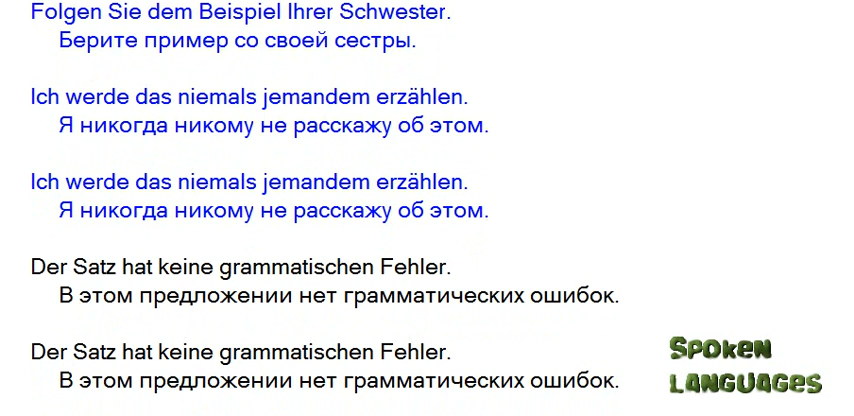 Folgen Sie dem Beispiel Ihrer Schwester.
Берите пример со своей сестры.
Ich werde das niemals jemandem erzählen.
Я никогда никому не расскажу об этом.
Ich werde das niemals jemandem erzählen.
Я никогда никому не расскажу об этом.
Der Satz hat keine grammatischen Fehler.
В этом предложении нет грамматических ошибок.
Der Satz hat keine grammatischen Fehler.
В этом предложении нет грамматических ошибок.
Spoken
Languages